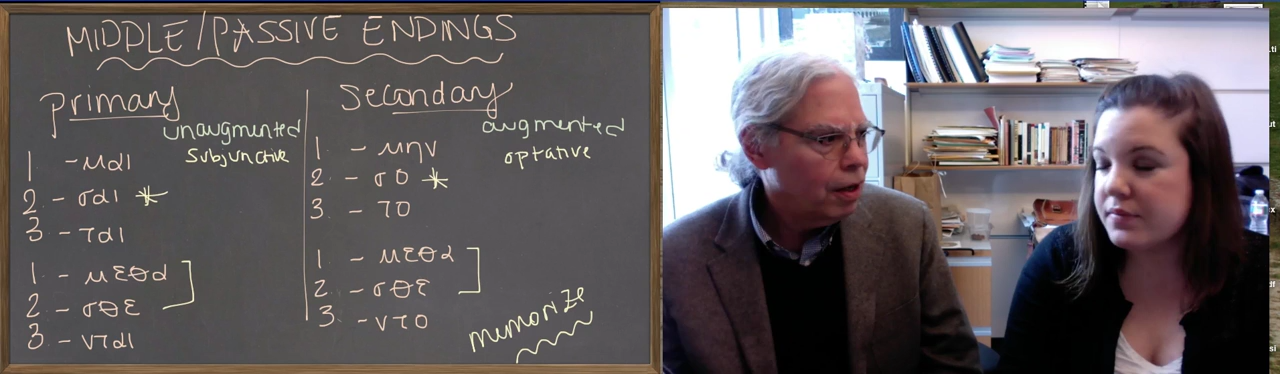 MIDDLE/PASSIVE ENDINGS
primary
unaugmented
subjunctive
1 - μαι
2 - σαι *
3 - ται
1 - μεθα
2 - σθε
3 - νται
secondary
augmented
optative
1 - μην
2 - σο *
3 - το
1 - μεθα
2 - σθε
3 - ντο
memorize